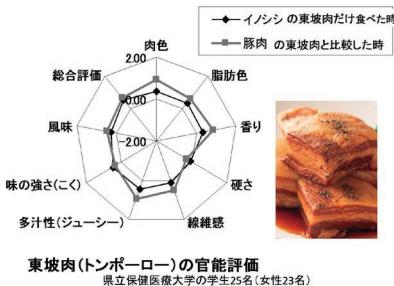 イノシシ の東坡肉だけ食べた時
豚肉 の東坡肉と比較した時
肉色
2.00
総合評価
脂肪色
0.00
風味
香り
-2.00
味の強さ(こく)
硬さ
多汁性(ジューシー)
線維感
東坡肉(トンポーロー)の官能評価
県立保健医療大学の学生25名(女性23名)